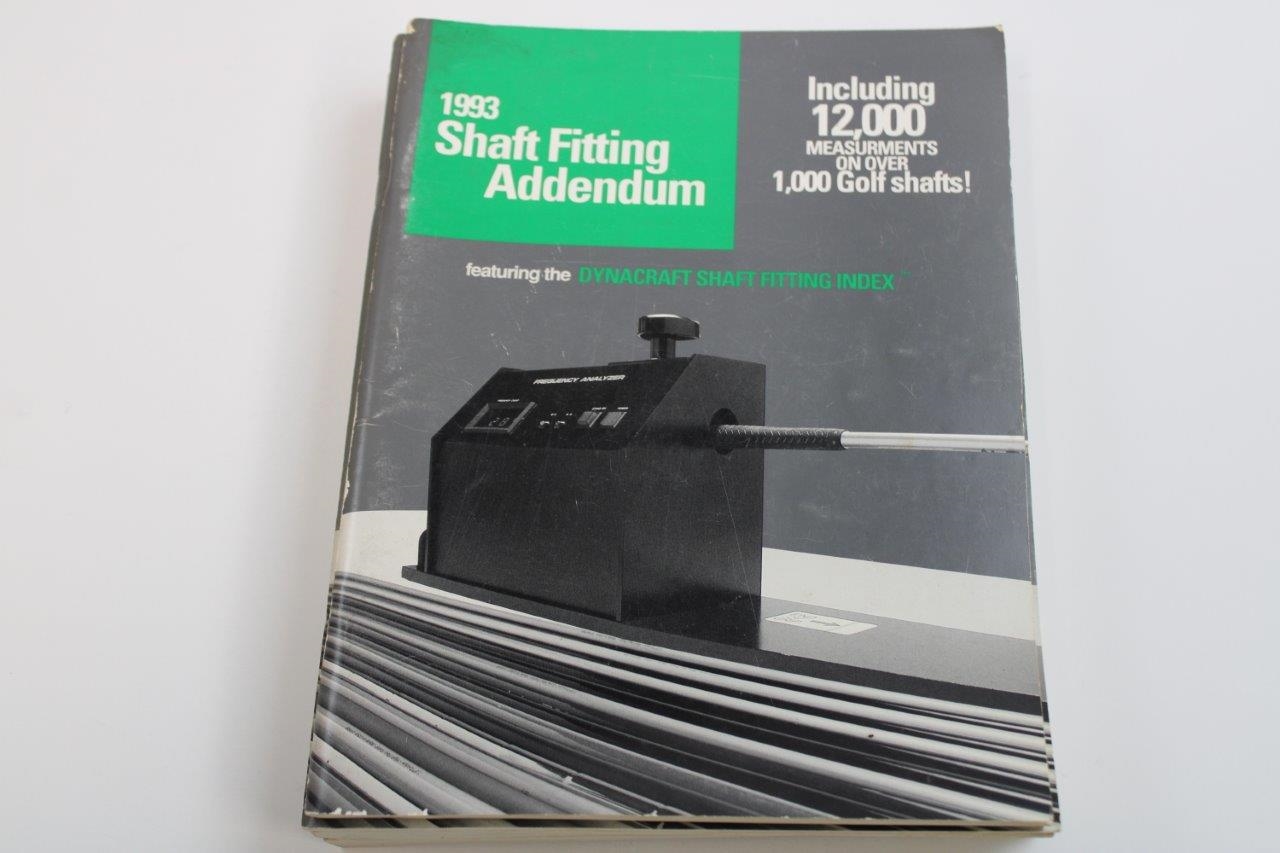 1993
Shaft Fitting
Addendum
Including
12,000
MEASURMENTS
ON OVER
1,000 Golf shafts!
featuring the DYNACRAFT SHAFT FITTING INDEX™
FREQUENCY ANALYZER